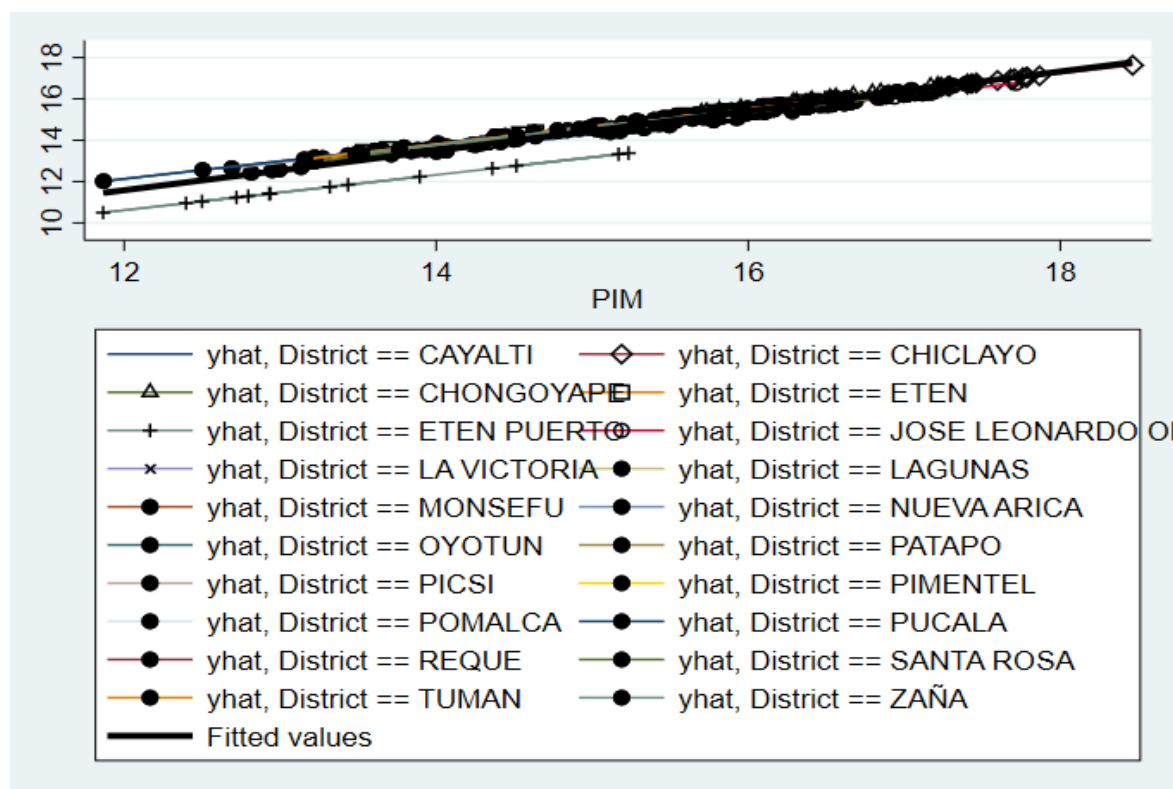 18
16
14
12
10
12 14 16 18
PIM
yhat, District == CAYALTI yhat, District == CHICLAYO
yhat, District == CHONGOYAPE yhat, District == ETEN
yhat, District == ETEN PUERTO yhat, District == JOSE LEONARDO
yhat, District == LA VICTORIA yhat, District == LAGUNAS
yhat, District == MONSEFU yhat, District == NUEVA ARICA
yhat, District == OYOTUN yhat, District == PATAPO
yhat, District == PICSI yhat, District == PIMENTEL
yhat, District == POMALCA yhat, District == PUCALA
yhat, District == REQUE yhat, District == SANTA ROSA
yhat, District == TUMAN yhat, District == ZAÑA
Fitted values